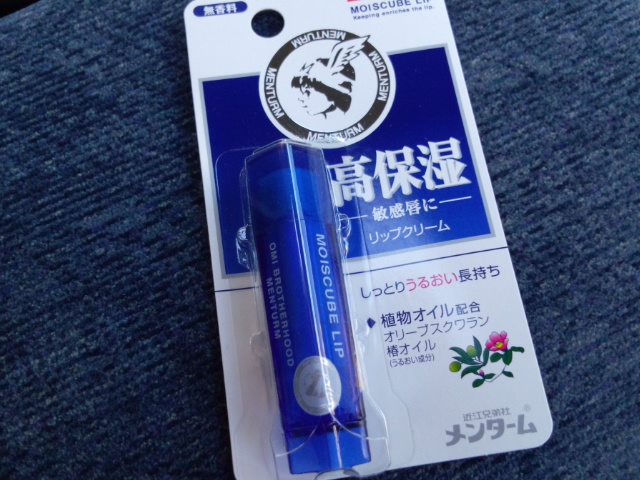 無香料
MOISCUBE LIP
Keeping enriches the lip.
MENTURM
MENTURM
MENTURM
MENTURM
高保湿
敏感唇に
リップクリーム
MOISCUBE LIP
OMI BROTHERHOOD
MENTURM
しっとりうるおい長持ち
植物オイル配合
オリーブスクワラン
椿オイル
(うるおい成分)
近江兄弟社
メンターム®